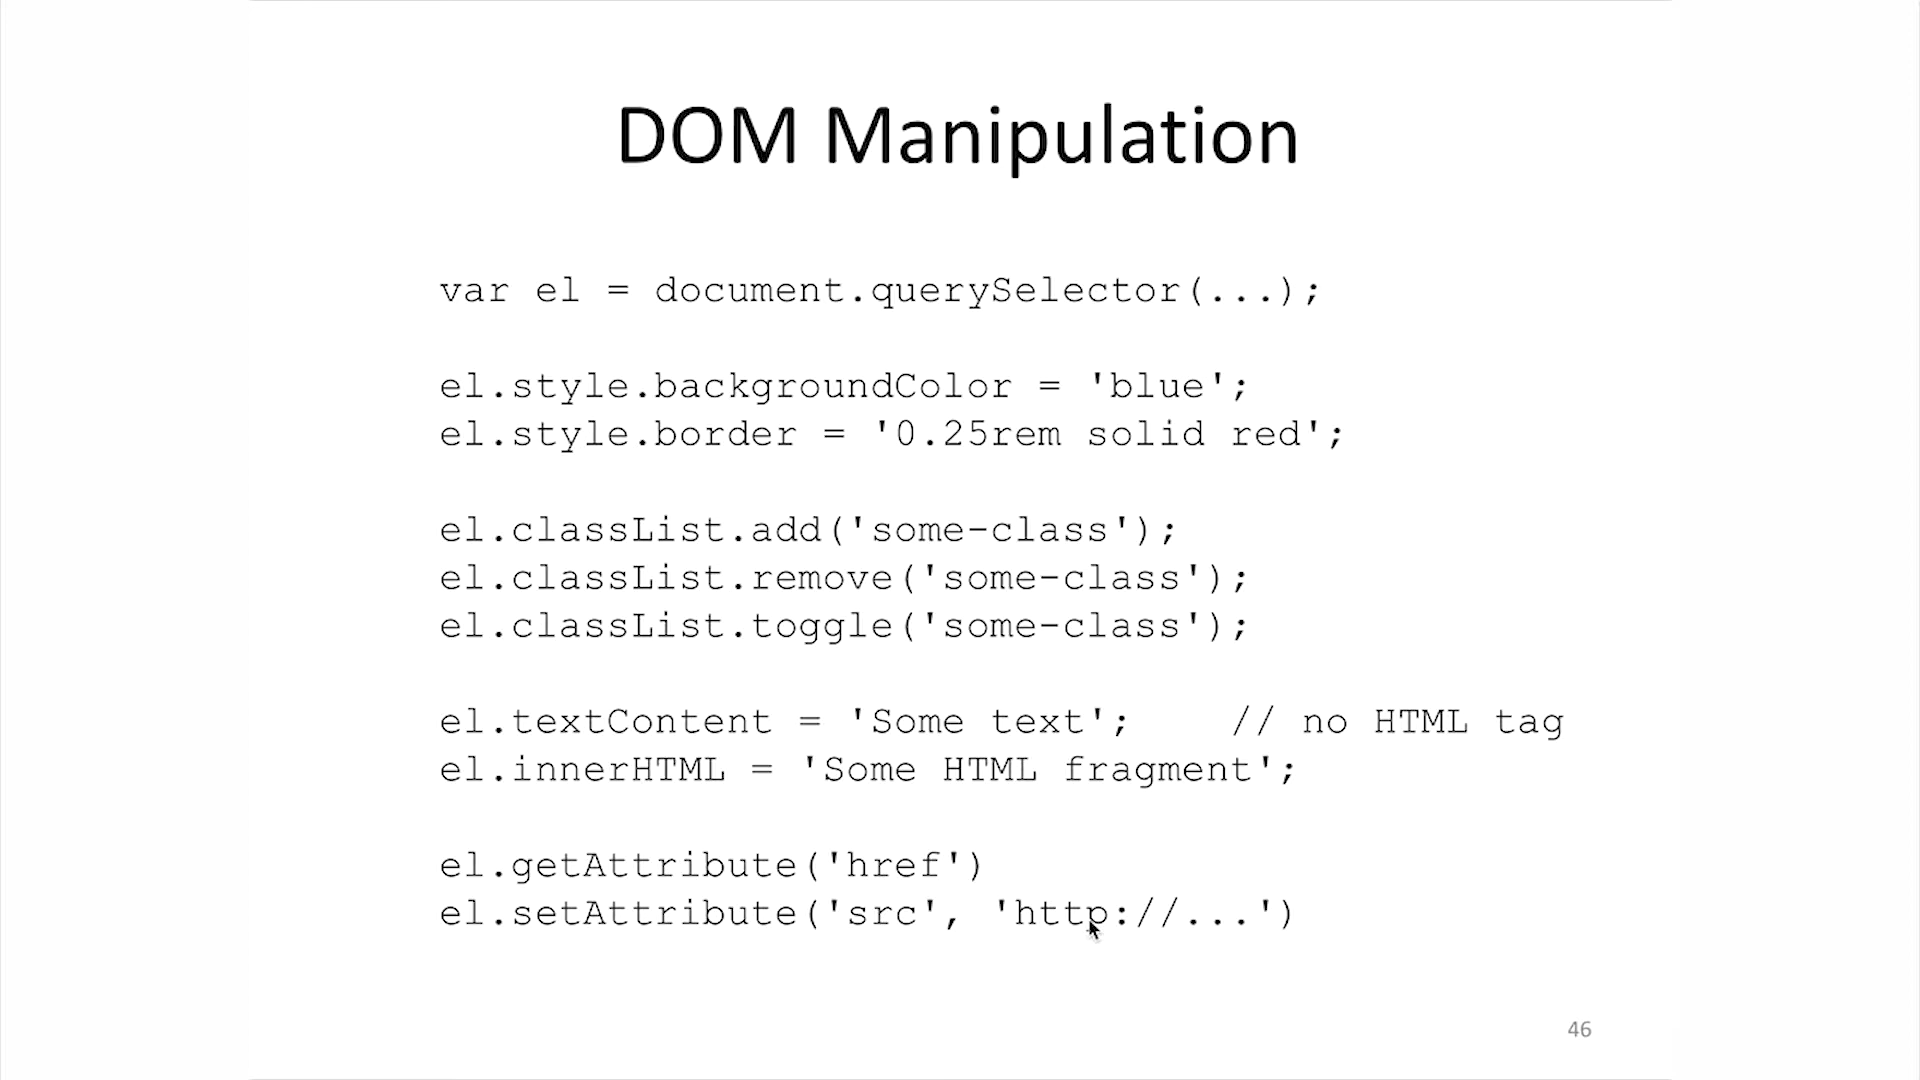 DOM Manipulation
var el = document.querySelector(...);
el.style.backgroundColor = 'blue';
el.style.border = '0.25rem solid red';
el.classList.add('some-class');
el.classList.remove('some-class');
el.classList.toggle('some-class');
el.textContent = 'Some text';    // no HTML tag
el.innerHTML = 'Some HTML fragment';
el.getAttribute('href')
el.setAttribute('src', 'http://...')
46